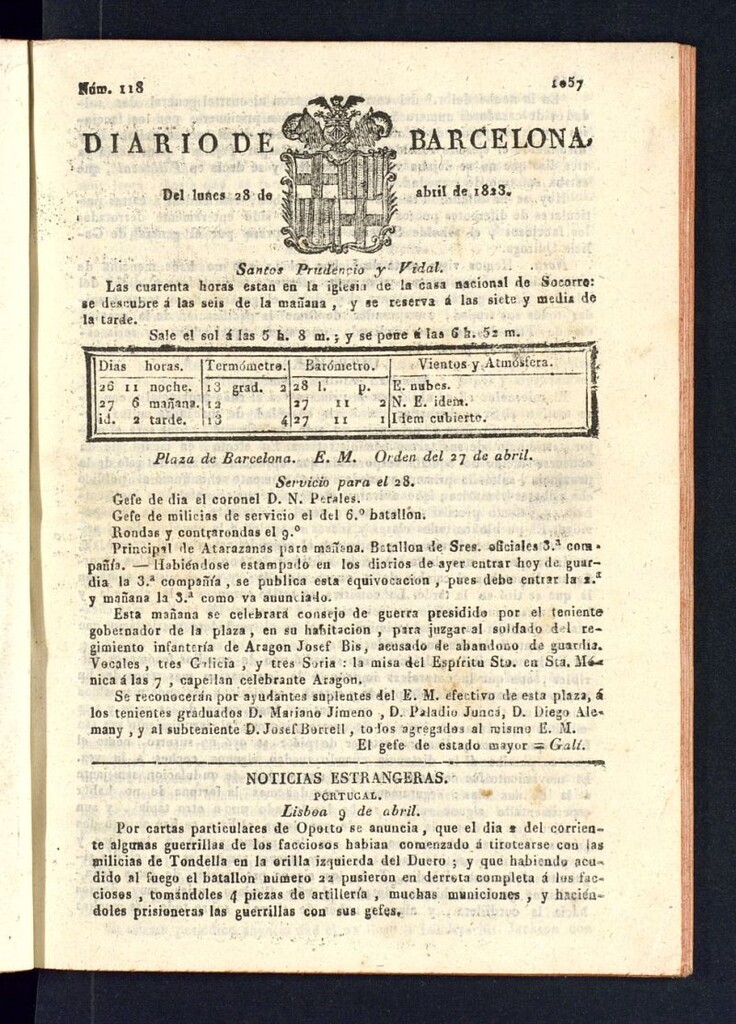 Núm. 118
1057
DIARIO DE BARCELONA,
Del lunes 28 de abril de 1823.
Santos Prudencio y Vidal.
Las cuarenta horas estan en la iglesia de la casa nacional de Socorro:
se descubre á las seis de la mañana, y se reserva á las siete y media de
la tarde.
Sale el sol á las 5 h. 8 m.; y se pone á las 6 h. 52 m.
Dias horas. Termómetro. Barómetro. Vientos y Atmósfera.
26 11 noche. 13 grad. 2 28 l. p. E. nubes.
27 6 mañana. 12 27 11 2 N. E. idem.
id. 2 tarde. 13 4 27 11 1 Idem cubierto.
Plaza de Barcelona. E. M. Orden del 27 de abril.
Servicio para el 28.
Gefe de dia el coronel D. N. Perales.
Gefe de milicias de servicio el del 6.º batallon.
Rondas y contrarondas el 9.º
Principal de Atarazanas para mañana. Batallon de Sres. oficiales 3.ª com-
pañía. — Habiéndose estampado en los diarios de ayer entrar hoy de guar-
dia la 3.ª compañía, se publica esta equivocacion, pues debe entrar la 2.ª
y mañana la 3.ª como va anunciado.
Esta mañana se celebrará consejo de guerra presidido por el teniente
gobernador de la plaza, en su habitacion, para juzgar al soldado del re-
gimiento infantería de Aragon Josef Bis, acusado de abandono de guardia.
Vocales, tres Galicia, y tres Soria: la misa del Espíritu Sto. en Sta. Mó-
nica á las 7, capellan celebrante Aragon.
Se reconocerán por ayudantes suplentes del E. M. efectivo de esta plaza, á
los tenientes graduados D. Mariano Jimeno, D. Paladio Juncá, D. Diego Ale-
many, y al subteniente D. Josef Borrell, todos agregados al mismo E. M.
El gefe de estado mayor = Galí.
NOTICIAS ESTRANGERAS.
PORTUGAL.
Lisboa 9 de abril.
Por cartas particulares de Oporto se anuncia, que el dia 2 del corrien-
te algunas guerrillas de los facciosos habian comenzado á tirotearse con las
milicias de Tondella en la orilla izquierda del Duero; y que habiendo acu-
dido al fuego el batallon número 22 pusieron en derrota completa á los fac-
ciosos, tomándoles 4 piezas de artillería, muchas municiones, y hacién-
doles prisioneras las guerrillas con sus gefes.